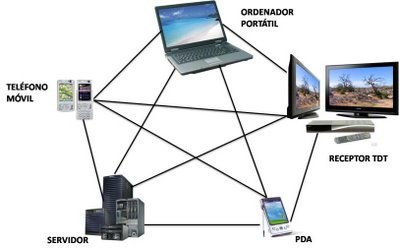 ORDENADOR
PORTÁTIL
TELÉFONO
MÓVIL
RECEPTOR TDT
SERVIDOR
PDA